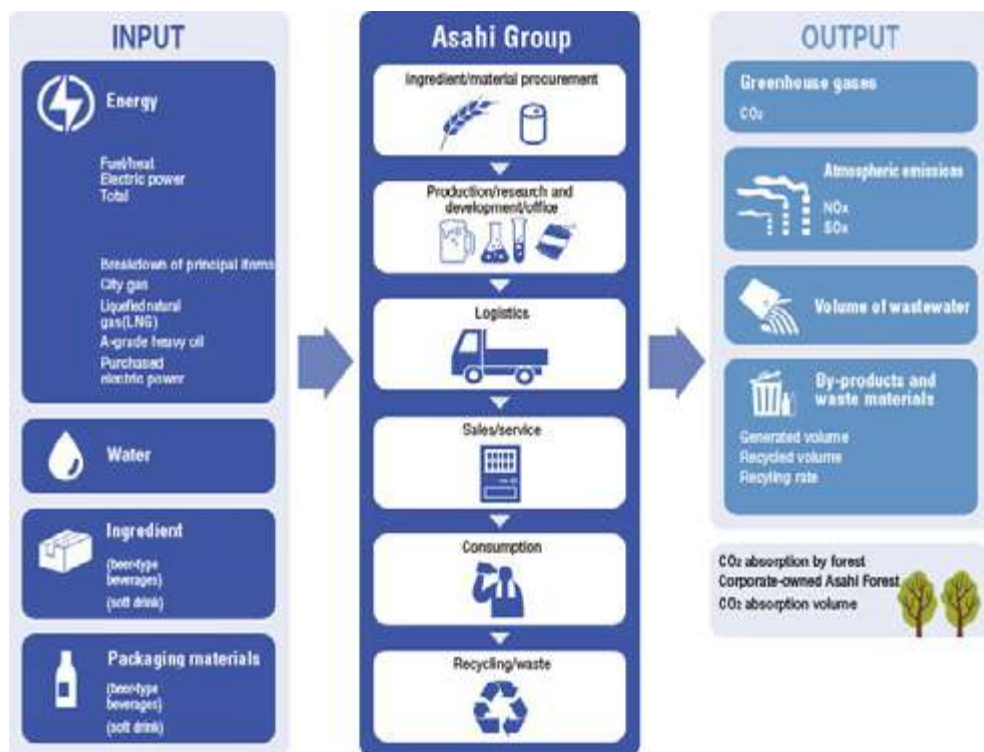 INPUT
Energy
Fuel/heat
Electric power
Total
Breakdown of principal items
City gas
Liquefied natural
gas(LNG)
A-grade heavy oil
Purchased
electric power
Water
Ingredient
(beer-type
beverages)
(soft drink)
Packaging materials
(beer-type
beverages)
(soft drink)
Asahi Group
Ingredient/material procurement
Production/research and
development/office
Logistics
Sales/service
Consumption
Recycling/waste
OUTPUT
Greenhouse gases
CO₂
Atmospheric emissions
NOx
SOx
Volume of wastewater
By-products and
waste materials
Generated volume
Recycled volume
Recyling rate
CO₂ absorption by forest
Corporate-owned Asahi Forest
CO₂ absorption volume